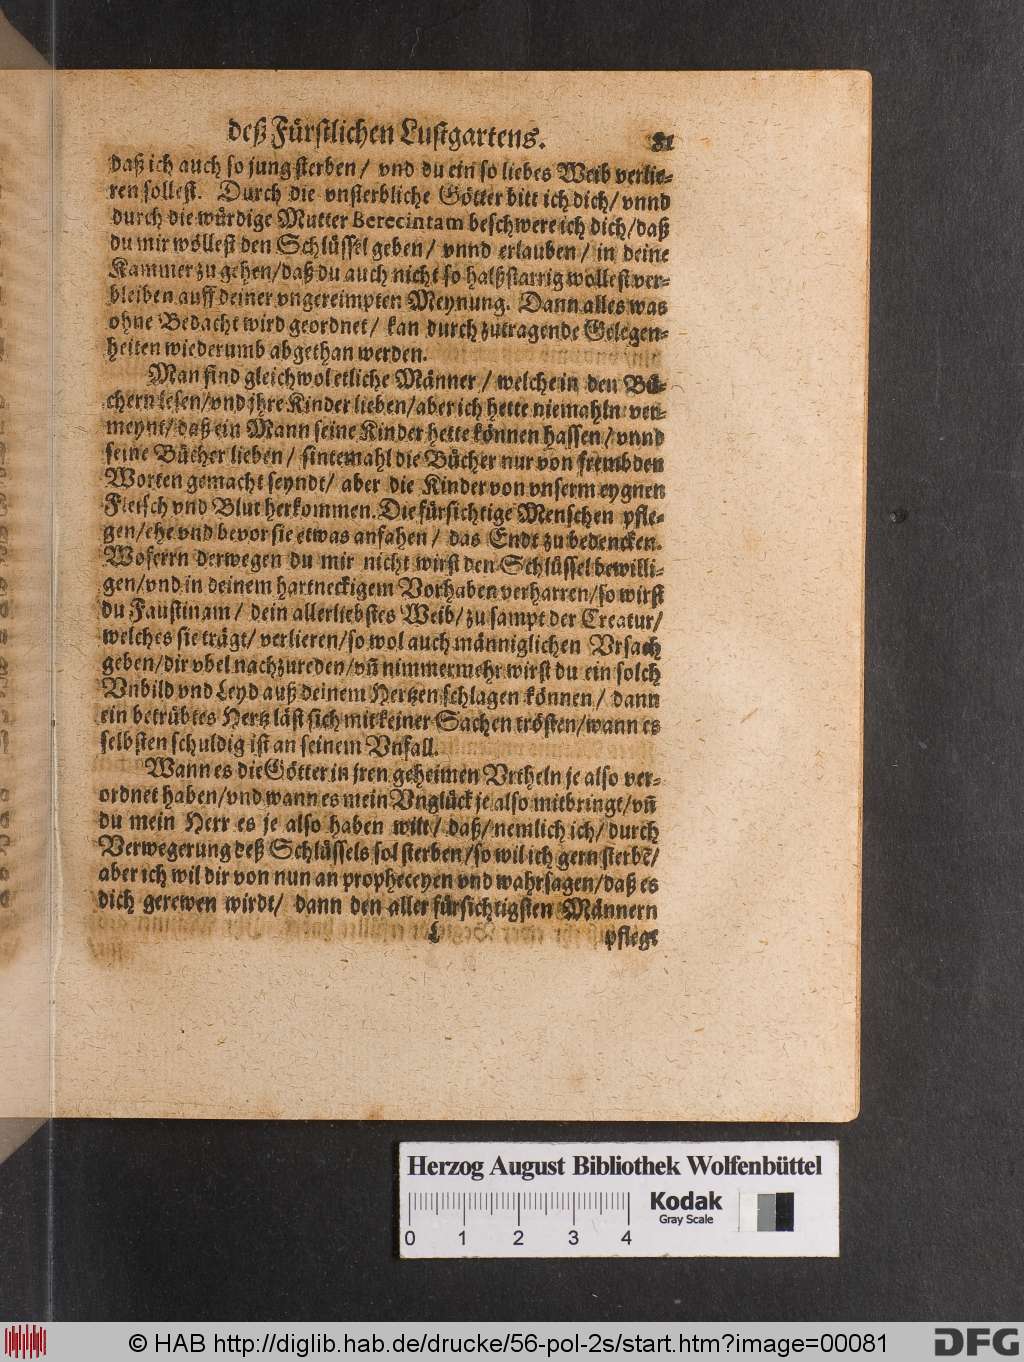 deß Fürstlichen Lustgartens. 81
daß ich auch so jung sterben / vnd du ein so liebes Weib verlie-
ren sollest. Durch die vnsterbliche Götter bitt ich dich / vnnd
durch die würdige Mutter Berecintam beschwere ich dich / daß
du mir wöllest den Schlüssel geben / vnnd erlauben / in deine
Kammer zu gehen / daß du auch nicht so halßstarrig wollest ver-
bleiben auff deiner vngereimpten Meynung. Dann alles was
ohne Bedacht wird geordnet / kan durch zutragende Gelegen-
heiten wiederumb abgethan werden.
Man find gleichwol etliche Männer / welche in den Bü-
chern lesen / vnd jhre Kinder lieben / aber ich hette niemahln ver-
meynt / daß ein Mann seine Kinder hette können hassen / vnnd
seine Bücher lieben / sintemahl die Bücher nur von frembden
Worten gemacht seyndt / aber die Kinder von vnserm eygnen
Fleisch vnd Blut herkommen. Die fürsichtige Menschen pfle-
gen / ehe vnd bevor sie etwas anfahen / das Endt zu bedencken.
Woferrn derwegen du mir nicht wirst den Schlüssel bewilli-
gen / vnd in deinem hartneckigem Vorhaben verharren / so wirst
du Faustinam / dein allerliebstes Weib / zu sampt der Creatur /
welches sie trägt / verlieren / so wol auch männiglichen Vrsach
geben / dir vbel nachzureden / vñ nimmermehr wirst du ein solch
Vnbild vnd Leyd auß deinem Hertzen schlagen können / dann
ein betrübtes Hertz läst sich mit keiner Sachen trösten / wann es
selbsten schuldig ist an seinem Vnfall.
Wann es die Götter in jren geheimen Vrtheln je also ver-
ordnet haben / vnd wann es mein Vnglück je also mitbringt / vñ
du mein Herr es je also haben wilt / daß / nemlich ich / durch
Verwegerung deß Schlüssels sol sterben / so wil ich gern sterbẽ /
aber ich wil dir von nun an propheceyen vnd wahrsagen / daß es
dich gerewen wirdt / dann den aller fürsichtigsten Männern
L pflegt
Herzog August Bibliothek Wolfenbüttel
Kodak
Gray Scale
0 1 2 3 4
© HAB http://diglib.hab.de/drucke/56-pol-2s/start.htm?image=00081
DFG